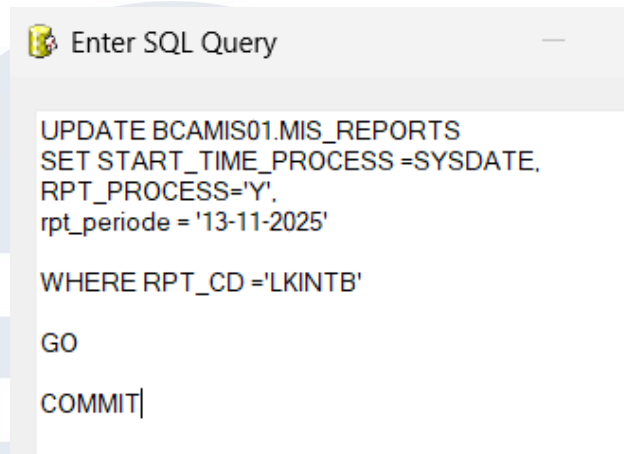 Enter SQL Query
UPDATE BCAMIS01.MIS_REPORTS
SET START_TIME_PROCESS =SYSDATE,
RPT_PROCESS='Y',
rpt_periode = '13-11-2025'
WHERE RPT_CD ='LKINTB'
GO
COMMIT